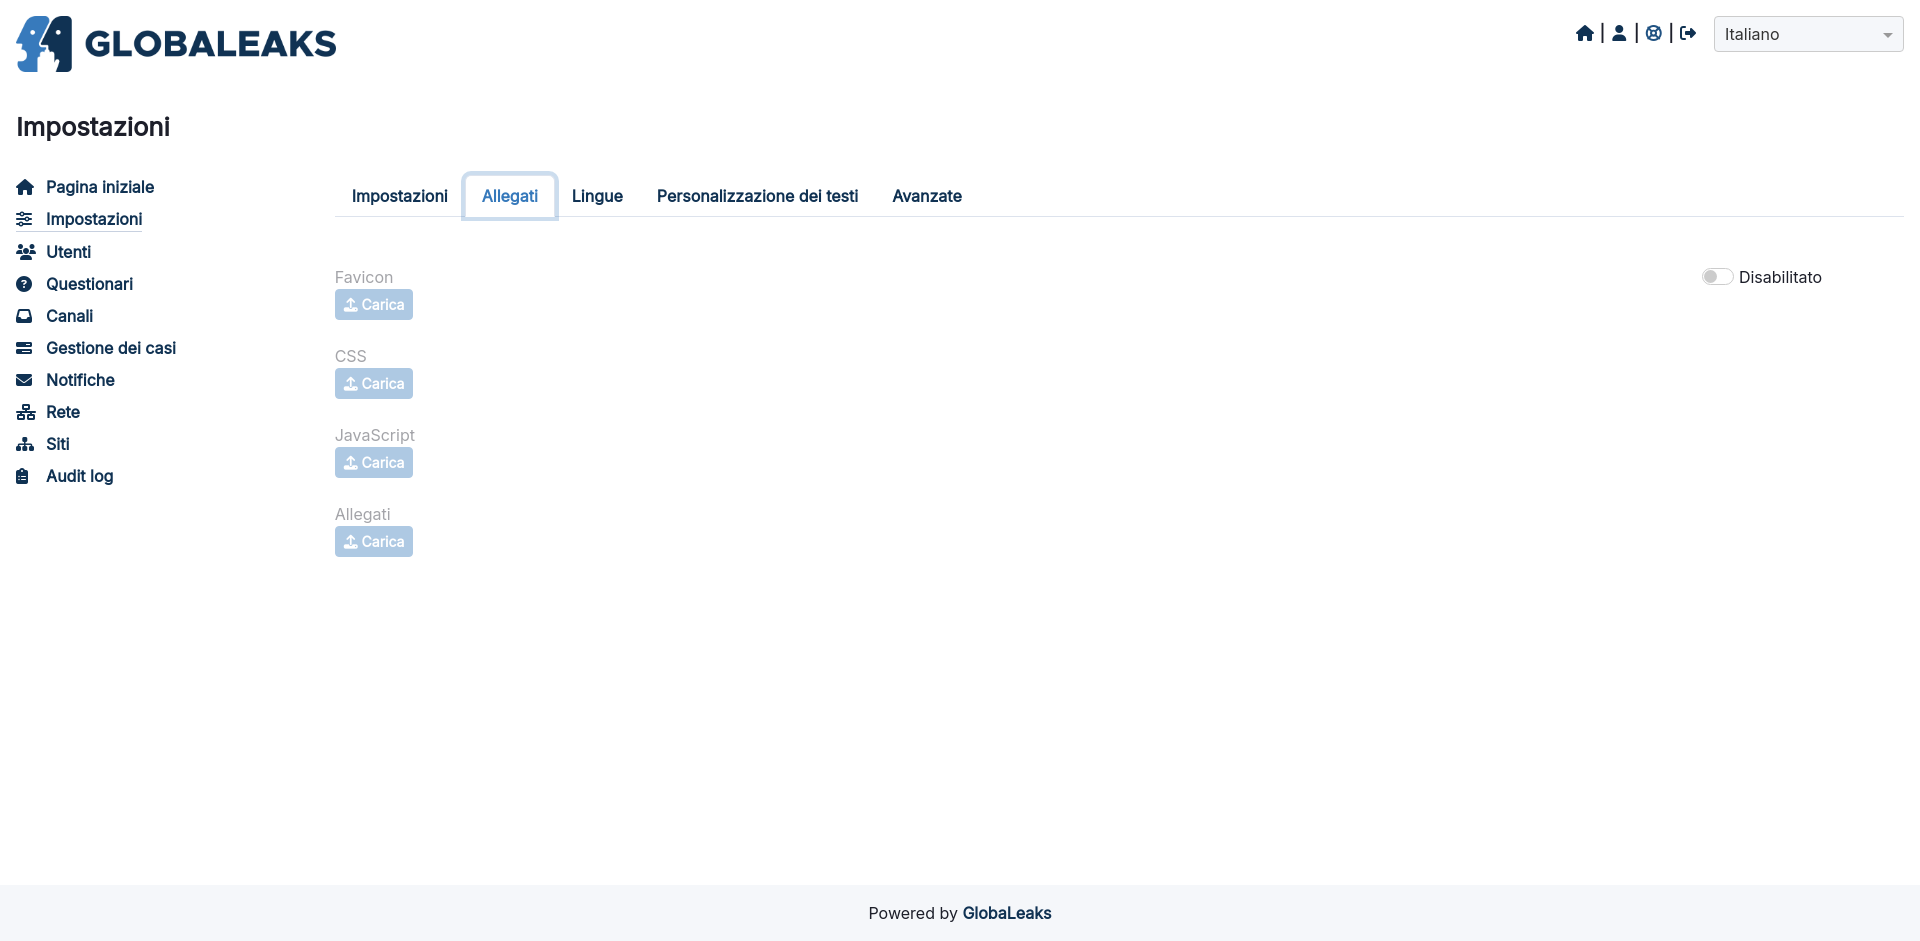 GLOBALEAKS
Italiano
Impostazioni
Pagina iniziale
Impostazioni
Utenti
Questionari
Canali
Gestione dei casi
Notifiche
Rete
Siti
Audit log
Impostazioni Allegati Lingue Personalizzazione dei testi Avanzate
Favicon
Disabilitato
Carica
CSS
Carica
JavaScript
Carica
Allegati
Carica
Powered by GlobaLeaks